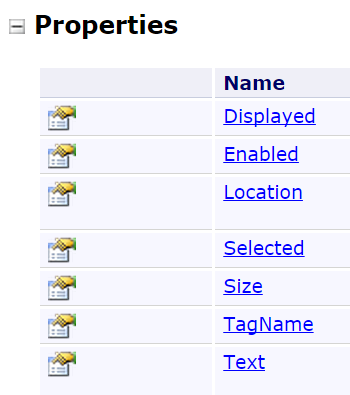 Properties
Name
Displayed
Enabled
Location
Selected
Size
TagName
Text